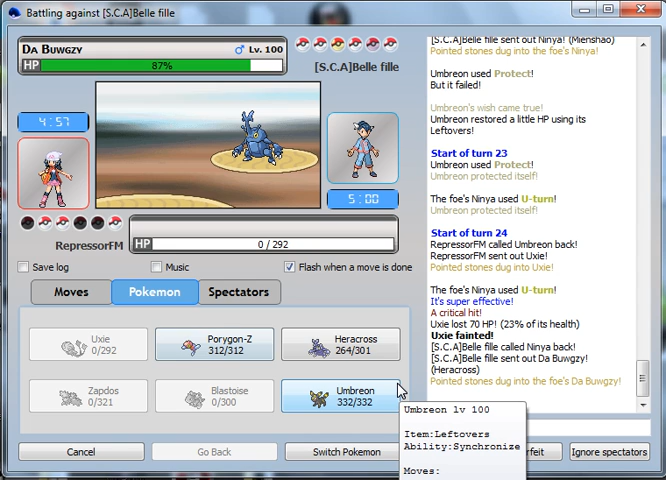 Battling against [S.C.A]Belle fille
DA BUWGZY ♂ Lv. 100
HP 87%
[S.C.A]Belle fille
4:57
5:00
RepressorFM
HP 0 / 292
Save log
Music
Flash when a move is done
Moves
Pokemon
Spectators
Uxie
0/292
Porygon-Z
312/312
Heracross
264/301
Zapdos
0/321
Blastoise
0/300
Umbreon
332/332
Umbreon lv 100
Item:Leftovers
Ability:Synchronize
Moves:
Cancel
Go Back
Switch Pokemon
rfeit
Ignore spectators
[S.C.A]Belle fille sent out Ninya! (Mienshao)
Pointed stones dug into the foe's Ninya!
Umbreon used Protect!
But it failed!
Umbreon's wish came true!
Umbreon restored a little HP using its
Leftovers!
Start of turn 23
Umbreon used Protect!
Umbreon protected itself!
The foe's Ninya used U-turn!
Umbreon protected itself!
Start of turn 24
RepressorFM called Umbreon back!
RepressorFM sent out Uxie!
Pointed stones dug into Uxie!
The foe's Ninya used U-turn!
It's super effective!
A critical hit!
Uxie lost 70 HP! (23% of its health)
Uxie fainted!
[S.C.A]Belle fille called Ninya back!
[S.C.A]Belle fille sent out Da Buwgzy!
(Heracross)
Pointed stones dug into the foe's Da Buwgzy!